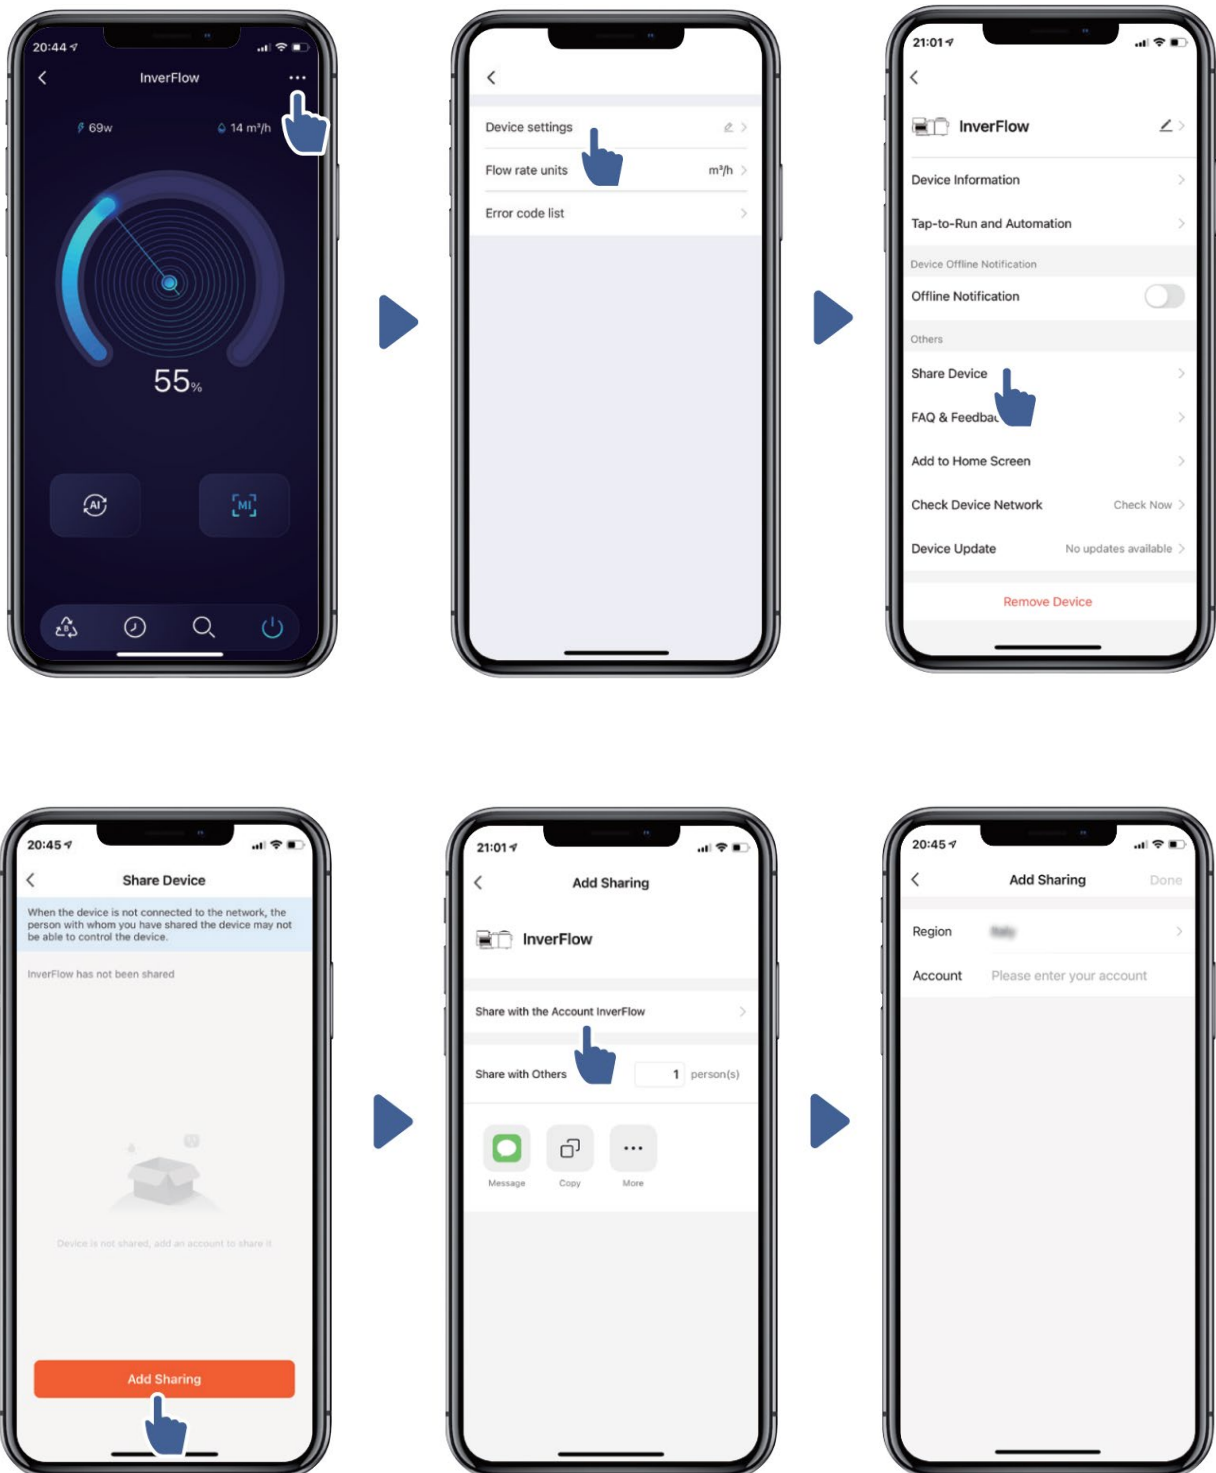 20:44
InverFlow
69w
14 m³/h
55%
AI
MI
B
Device settings
Flow rate units m³/h
Error code list
21:01
InverFlow
Device Information
Tap-to-Run and Automation
Device Offline Notification
Offline Notification
Others
Share Device
FAQ & Feedbac
Add to Home Screen
Check Device Network Check Now
Device Update No updates available
Remove Device
20:45
Share Device
When the device is not connected to the network, the
person with whom you have shared the device may not
be able to control the device.
InverFlow has not been shared
Device is not shared, add an account to share it
Add Sharing
21:01
Add Sharing
InverFlow
Share with the Account InverFlow
Share with Others 1 person(s)
Message Copy More
20:45
Add Sharing Done
Region
Account Please enter your account